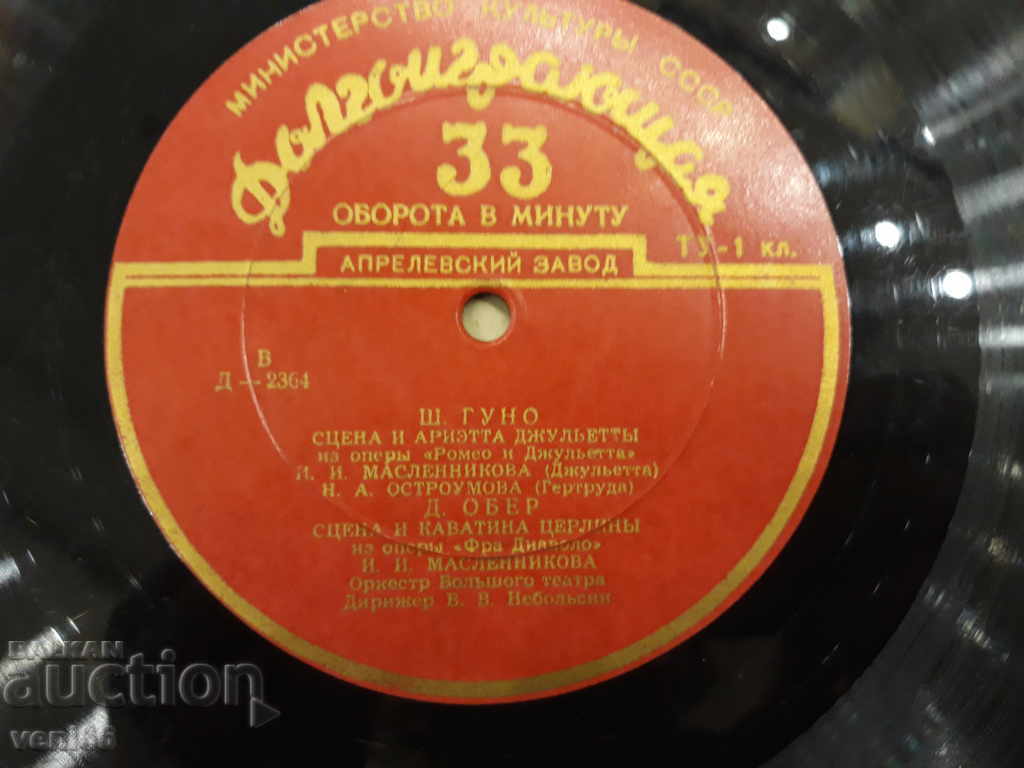 МИНИСТЕРСТВО КУЛЬТУРЫ СССР
Долгоиграющая
33
ОБОРОТА В МИНУТУ
ТУ-1 кл.
АПРЕЛЕВСКИЙ ЗАВОД
В
Д—2364
Ш. ГУНО
СЦЕНА И АРИЭТТА ДЖУЛЬЕТТЫ
из оперы «Ромео и Джульетта»
И. И. МАСЛЕННИКОВА (Джульетта)
Н. А. ОСТРОУМОВА (Гертруда)
Д. ОБЕР
СЦЕНА И КАВАТИНА ЦЕРЛИНЫ
из оперы «Фра Диаволо»
И. И. МАСЛЕННИКОВА
Оркестр Большого театра
Дирижер В. В. Небольсин
BALKAN
auction